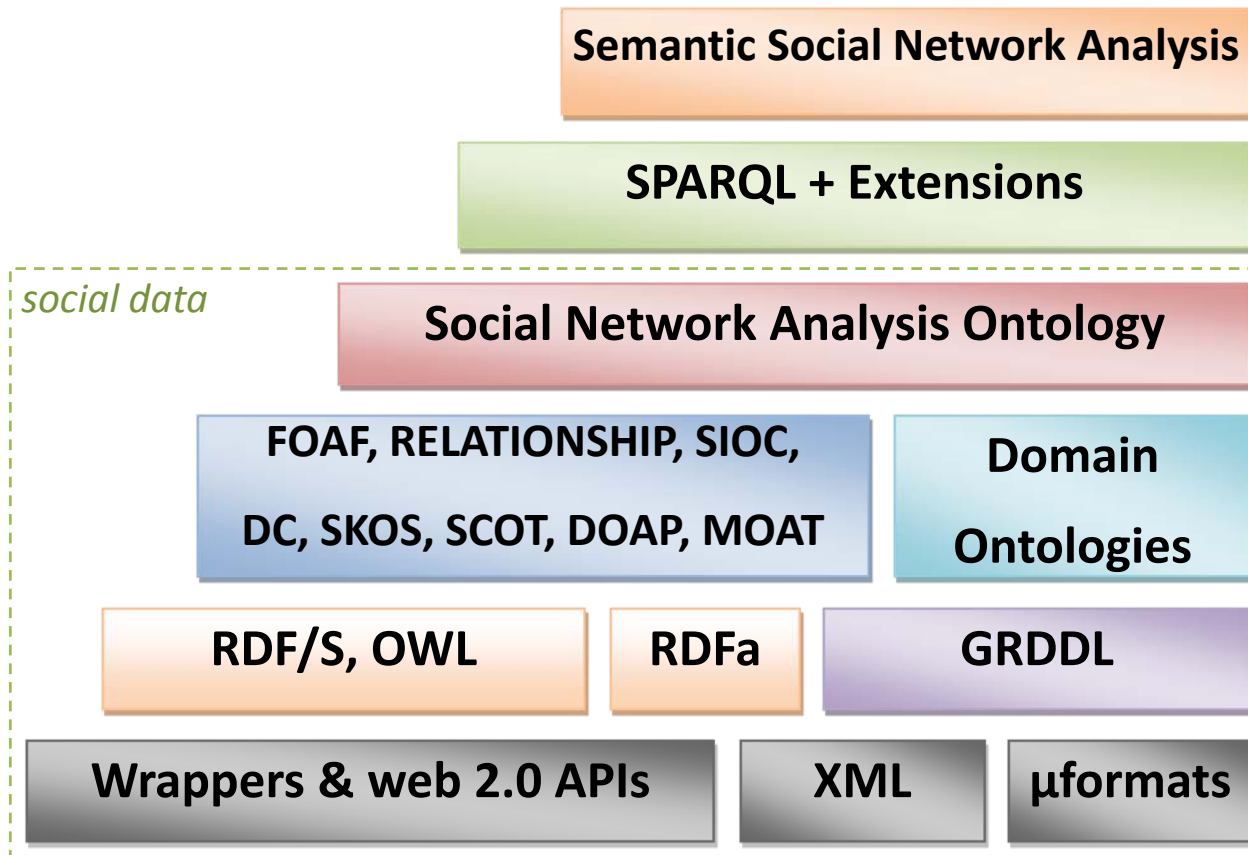 Semantic Social Network Analysis
SPARQL + Extensions
social data
Social Network Analysis Ontology
FOAF, RELATIONSHIP, SIOC,
DC, SKOS, SCOT, DOAP, MOAT
Domain
Ontologies
RDF/S, OWL
RDFa
GRDDL
Wrappers & web 2.0 APIs
XML
µformats